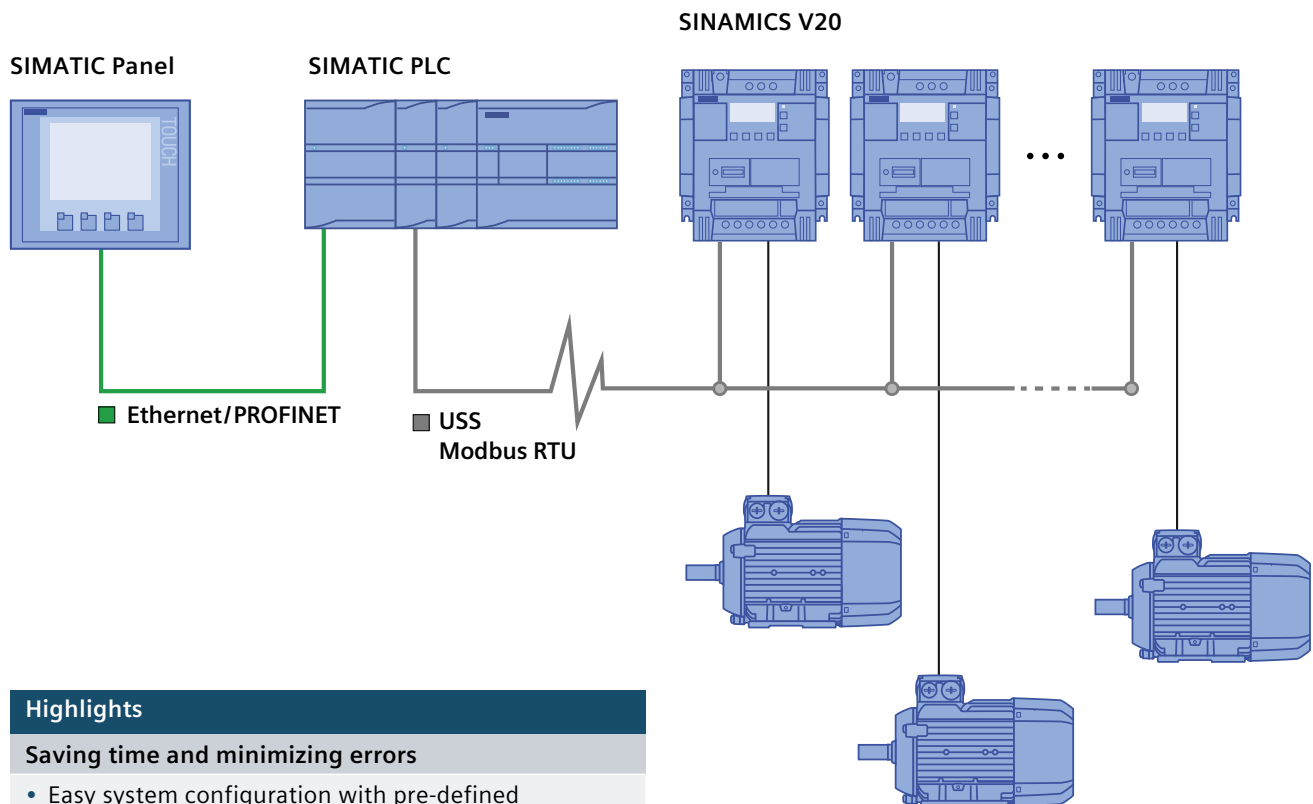 SINAMICS V20
SIMATIC Panel
SIMATIC PLC
TOUCH
...
Ethernet/PROFINET
USS
Modbus RTU
Highlights
Saving time and minimizing errors
• Easy system configuration with pre-defined